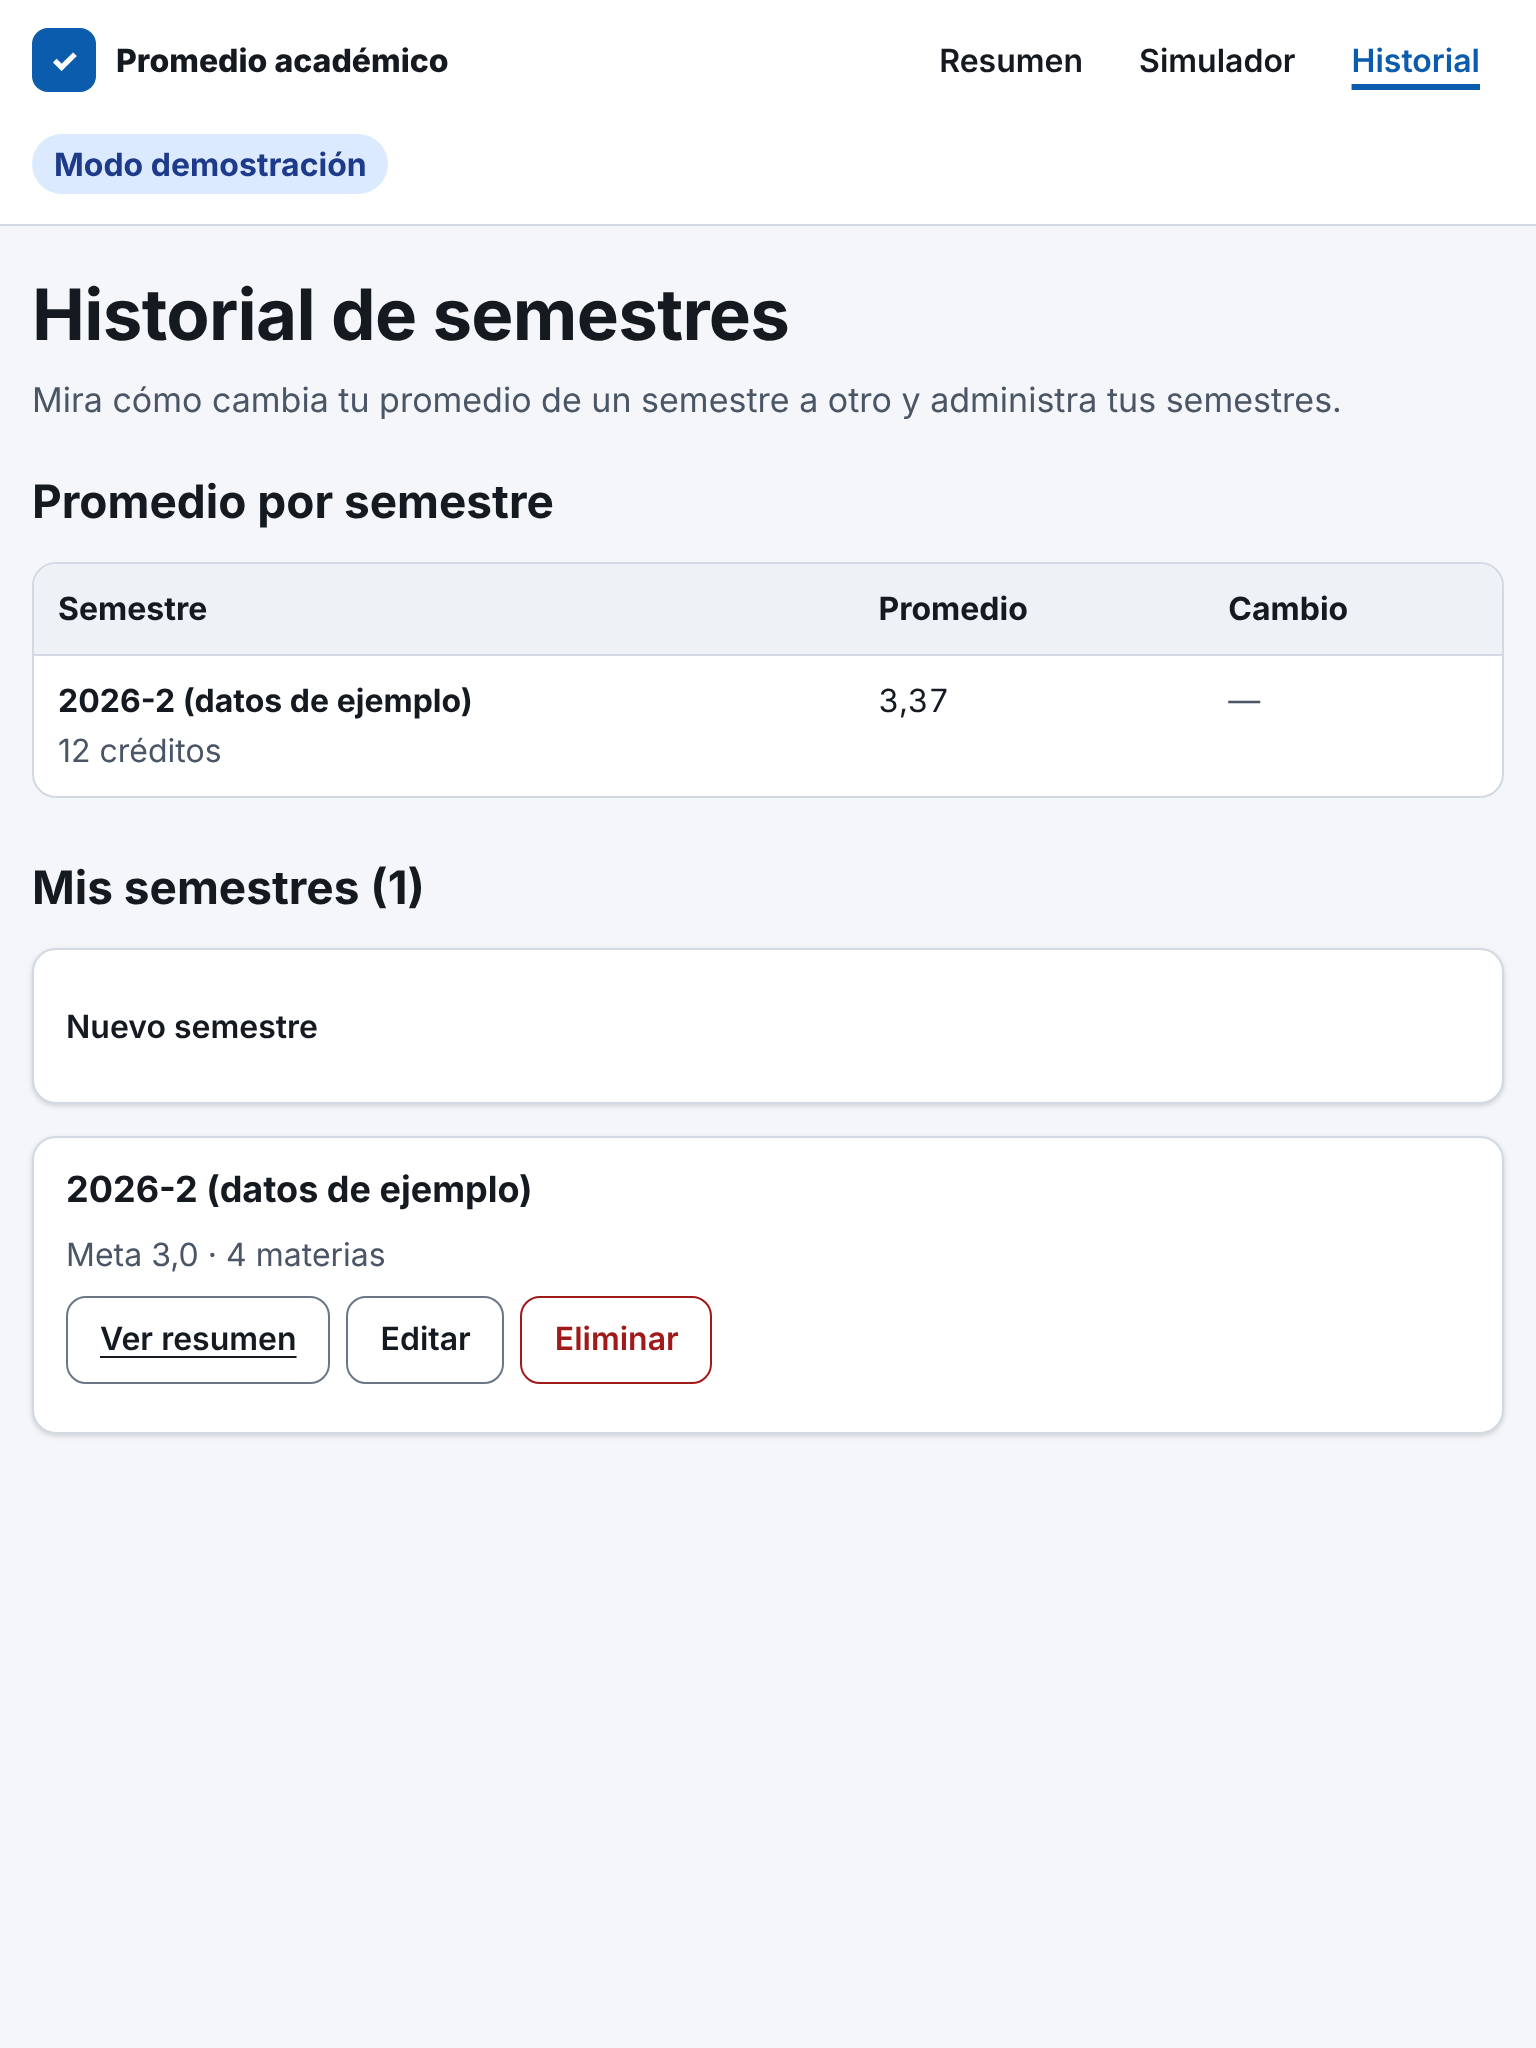 Promedio académico
Resumen
Simulador
Historial
Modo demostración
Historial de semestres
Mira cómo cambia tu promedio de un semestre a otro y administra tus semestres.
Promedio por semestre
Semestre Promedio Cambio
2026-2 (datos de ejemplo) 3,37 —
12 créditos
Mis semestres (1)
Nuevo semestre
2026-2 (datos de ejemplo)
Meta 3,0 · 4 materias
Ver resumen
Editar
Eliminar